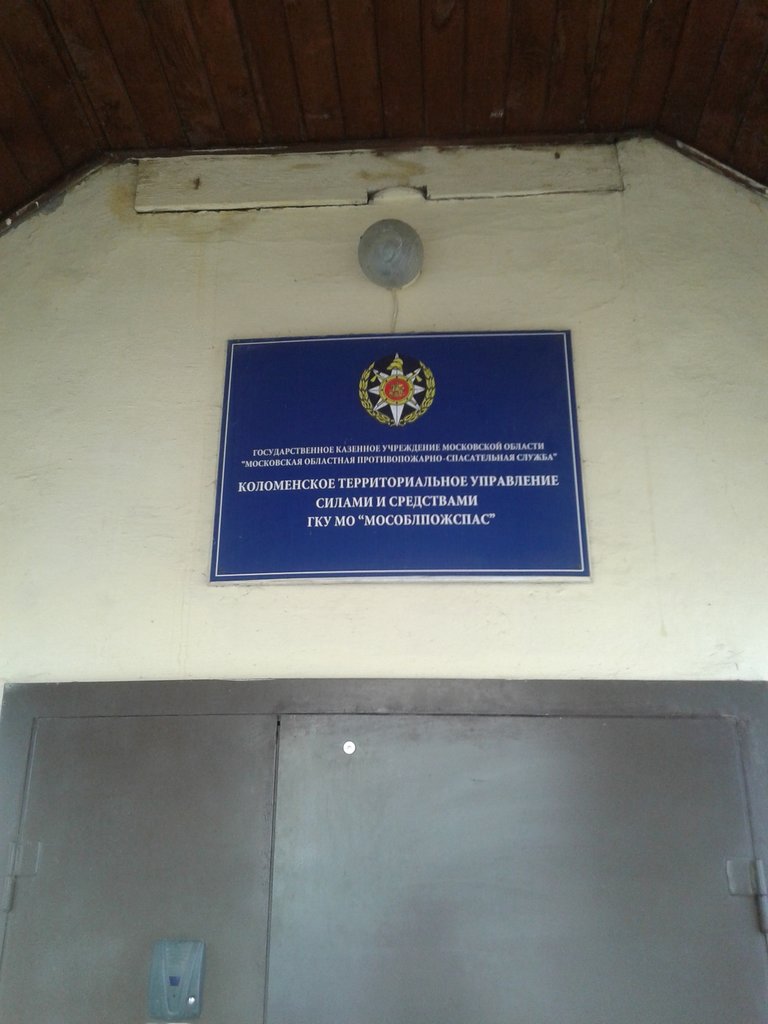 ГОСУДАРСТВЕННОЕ КАЗЕННОЕ УЧРЕЖДЕНИЕ МОСКОВСКОЙ ОБЛАСТИ
"МОСКОВСКАЯ ОБЛАСТНАЯ ПРОТИВОПОЖАРНО-СПАСАТЕЛЬНАЯ СЛУЖБА"
КОЛОМЕНСКОЕ ТЕРРИТОРИАЛЬНОЕ УПРАВЛЕНИЕ
СИЛАМИ И СРЕДСТВАМИ
ГКУ МО "МОСОБЛПОЖСПАС"